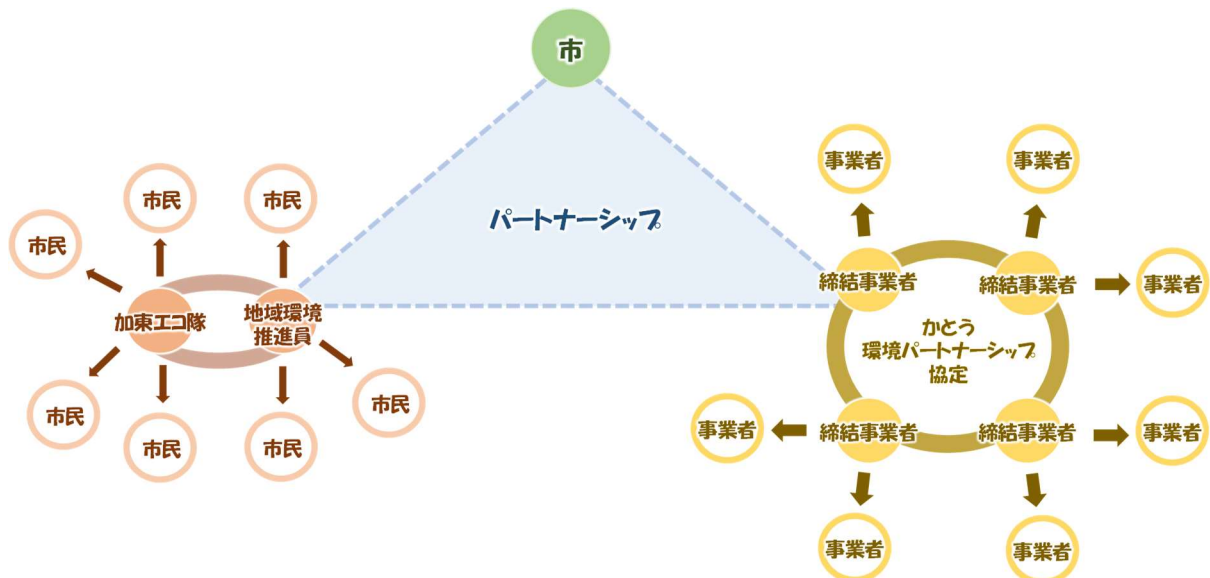 市
事業者
事業者
市民
市民
パートナーシップ
市民
締結事業者
締結事業者
事業者
加東エコ隊
地域環境
推進員
かとう
環境パートナーシップ
協定
市民
市民
市民
市民
事業者
締結事業者
締結事業者
事業者
事業者
事業者